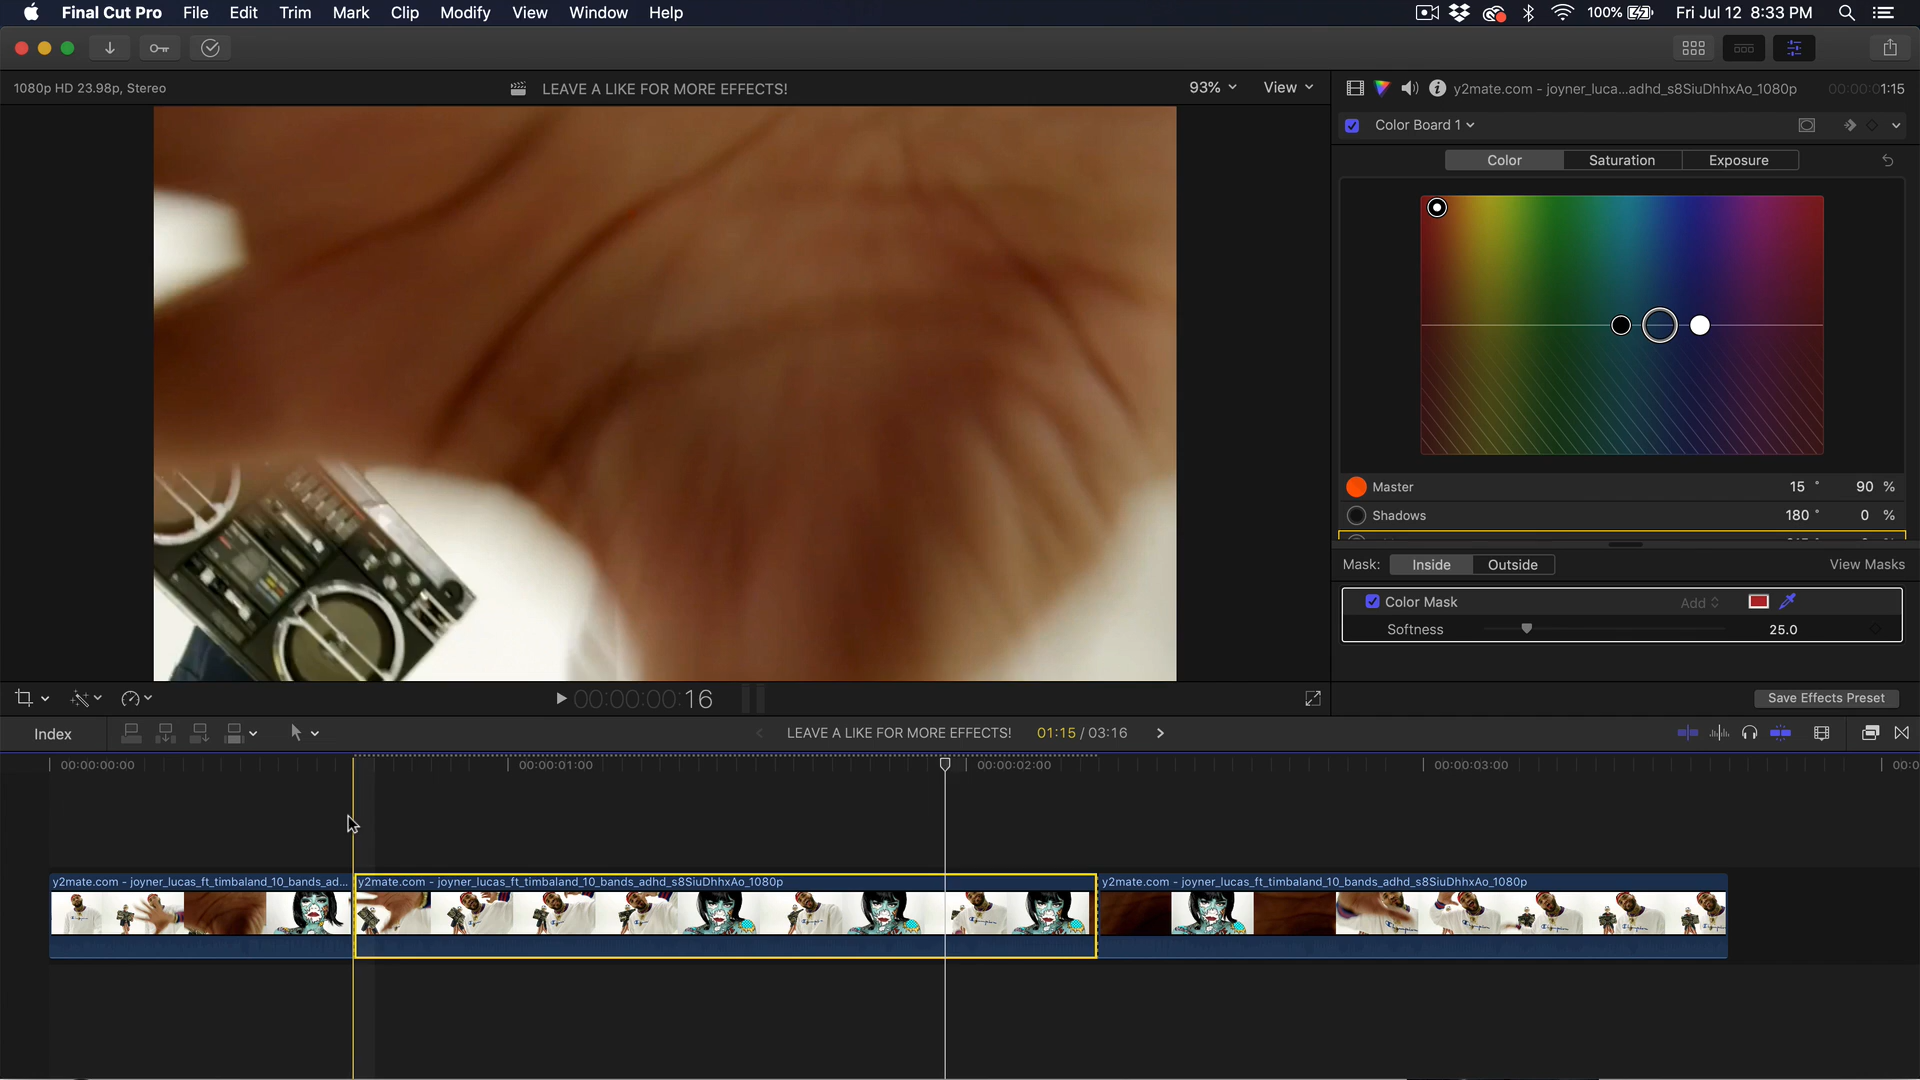 Final Cut Pro File Edit Trim Mark Clip Modify View Window Help 100% Fri Jul 12 8:33 PM
1080p HD 23.98p, Stereo LEAVE A LIKE FOR MORE EFFECTS! 93% View y2mate.com - joyner_luca...adhd_s8SiuDhhxAo_1080p 00:00:01:15
Color Board 1
Color Saturation Exposure
Master 15 ° 90 %
Shadows 180 ° 0 %
Mask: Inside Outside View Masks
Color Mask Add
Softness 25.0
00:00:00:16 Save Effects Preset
Index LEAVE A LIKE FOR MORE EFFECTS! 01:15 / 03:16
00:00:00:00 00:00:01:00 00:00:02:00 00:00:03:00 00:0
y2mate.com - joyner_lucas_ft_timbaland_10_bands_ad... y2mate.com - joyner_lucas_ft_timbaland_10_bands_adhd_s8SiuDhhxAo_1080p y2mate.com - joyner_lucas_ft_timbaland_10_bands_adhd_s8SiuDhhxAo_1080p